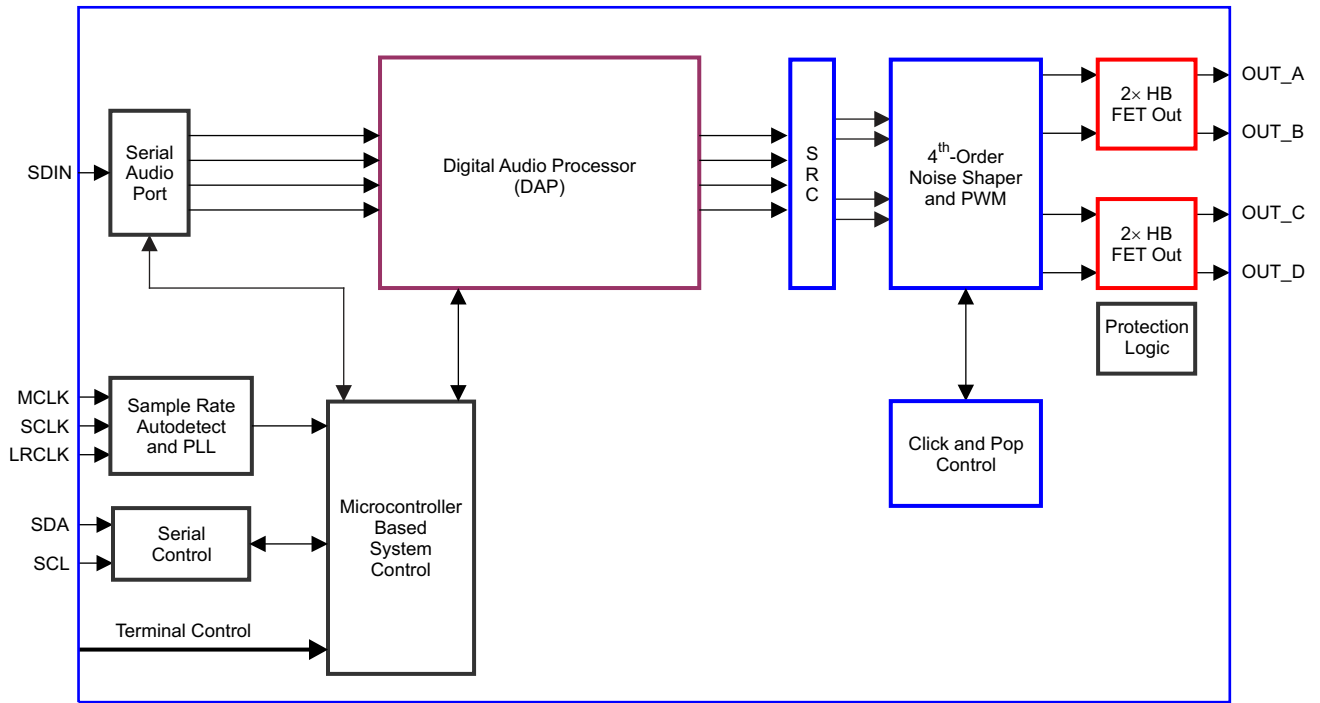 SDIN
Serial
Audio
Port
Digital Audio Processor
(DAP)
S
R
C
4th-Order
Noise Shaper
and PWM
2× HB
FET Out
OUT_A
OUT_B
2× HB
FET Out
OUT_C
OUT_D
Protection
Logic
MCLK
SCLK
LRCLK
Sample Rate
Autodetect
and PLL
SDA
SCL
Serial
Control
Microcontroller
Based
System
Control
Click and Pop
Control
Terminal Control